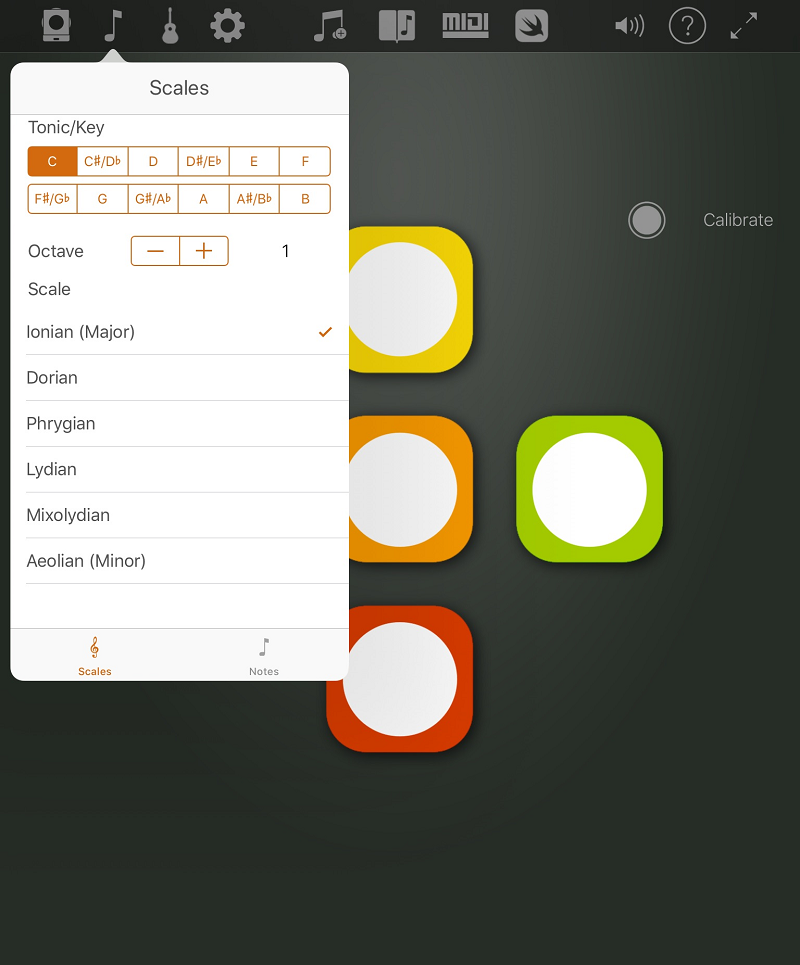 MIDI
?
Scales
Tonic/Key
C C♯/D♭ D D♯/E♭ E F
F♯/G♭ G G♯/A♭ A A♯/B♭ B
Calibrate
Octave − + 1
Scale
Ionian (Major)
Dorian
Phrygian
Lydian
Mixolydian
Aeolian (Minor)
Scales Notes